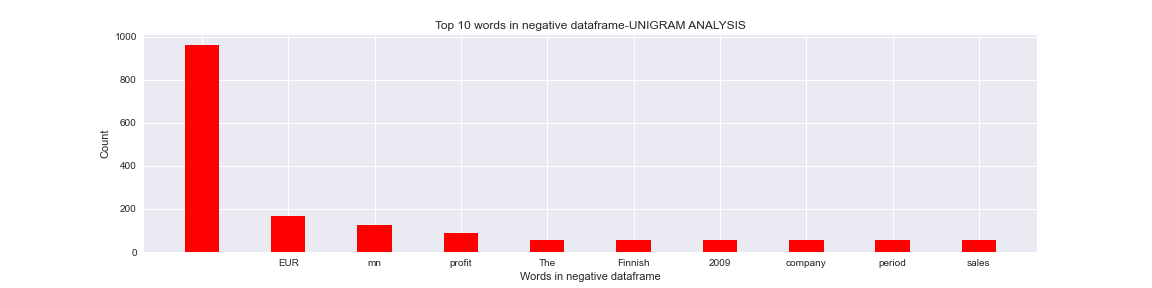 Top 10 words in negative dataframe-UNIGRAM ANALYSIS
1000
800
600
400
200
0
Count
EUR mn profit The Finnish 2009 company period sales
Words in negative dataframe